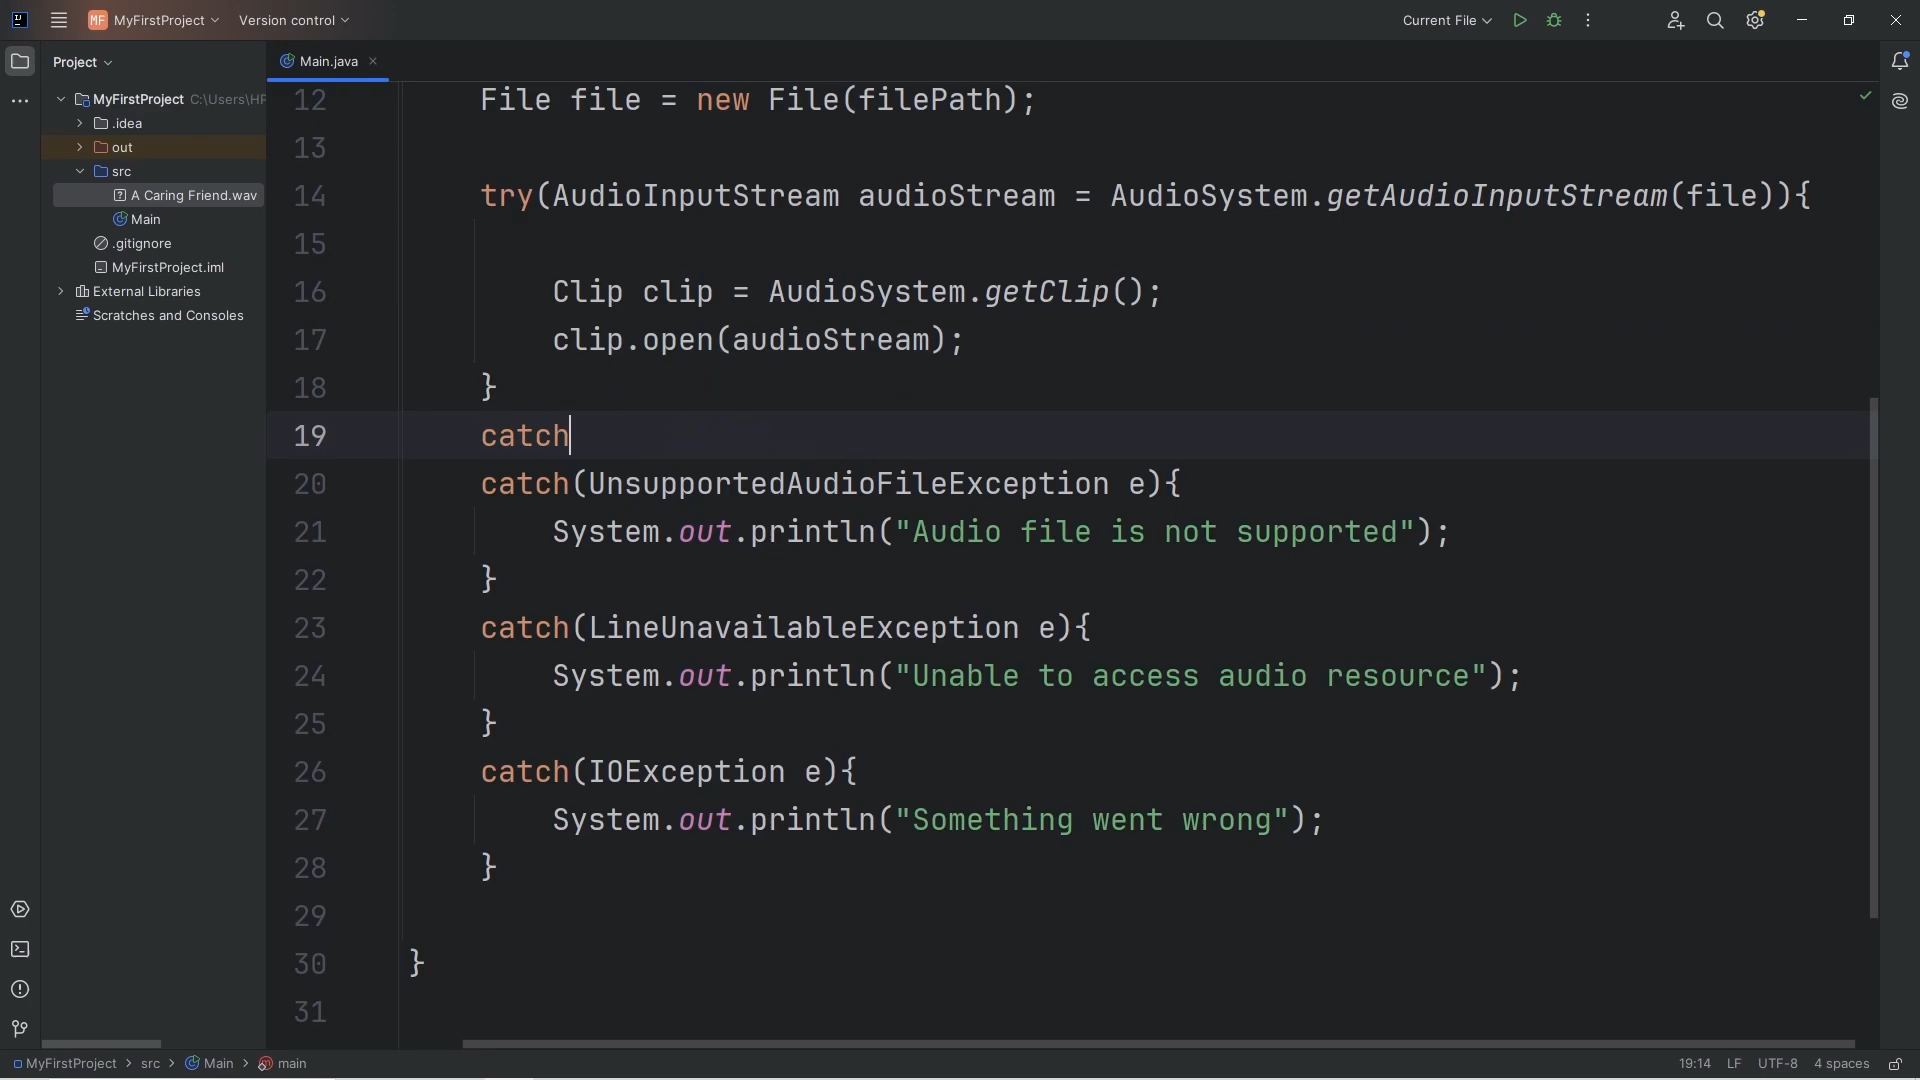 MF MyFirstProject Version control Current File
Project
Main.java
MyFirstProject C:\Users\HP
.idea
out
src
A Caring Friend.wav
Main
.gitignore
MyFirstProject.iml
External Libraries
Scratches and Consoles
12 File file = new File(filePath);
13
14 try(AudioInputStream audioStream = AudioSystem.getAudioInputStream(file)){
15
16 Clip clip = AudioSystem.getClip();
17 clip.open(audioStream);
18 }
19 catch
20 catch(UnsupportedAudioFileException e){
21 System.out.println("Audio file is not supported");
22 }
23 catch(LineUnavailableException e){
24 System.out.println("Unable to access audio resource");
25 }
26 catch(IOException e){
27 System.out.println("Something went wrong");
28 }
29
30 }
31
MyFirstProject > src > Main > main 19:14 LF UTF-8 4 spaces